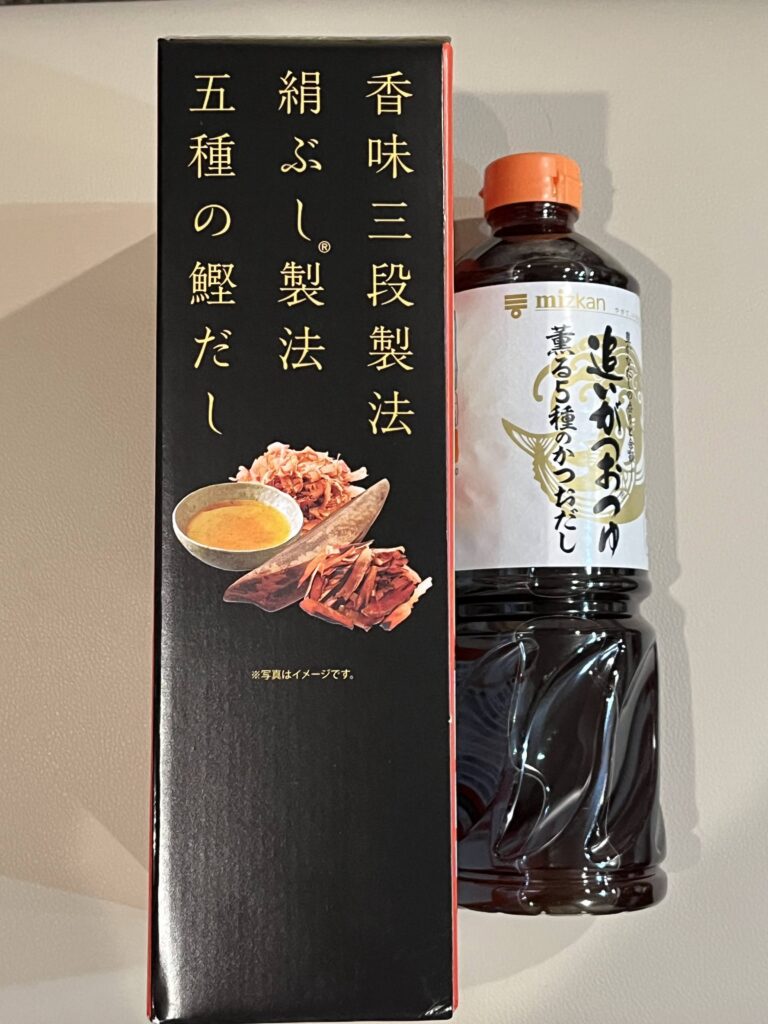 香味三段製法
絹ぶし®製法
五種の鰹だし
※写真はイメージです。
mizkan
追いがつおつゆ
薫る5種のかつおだし